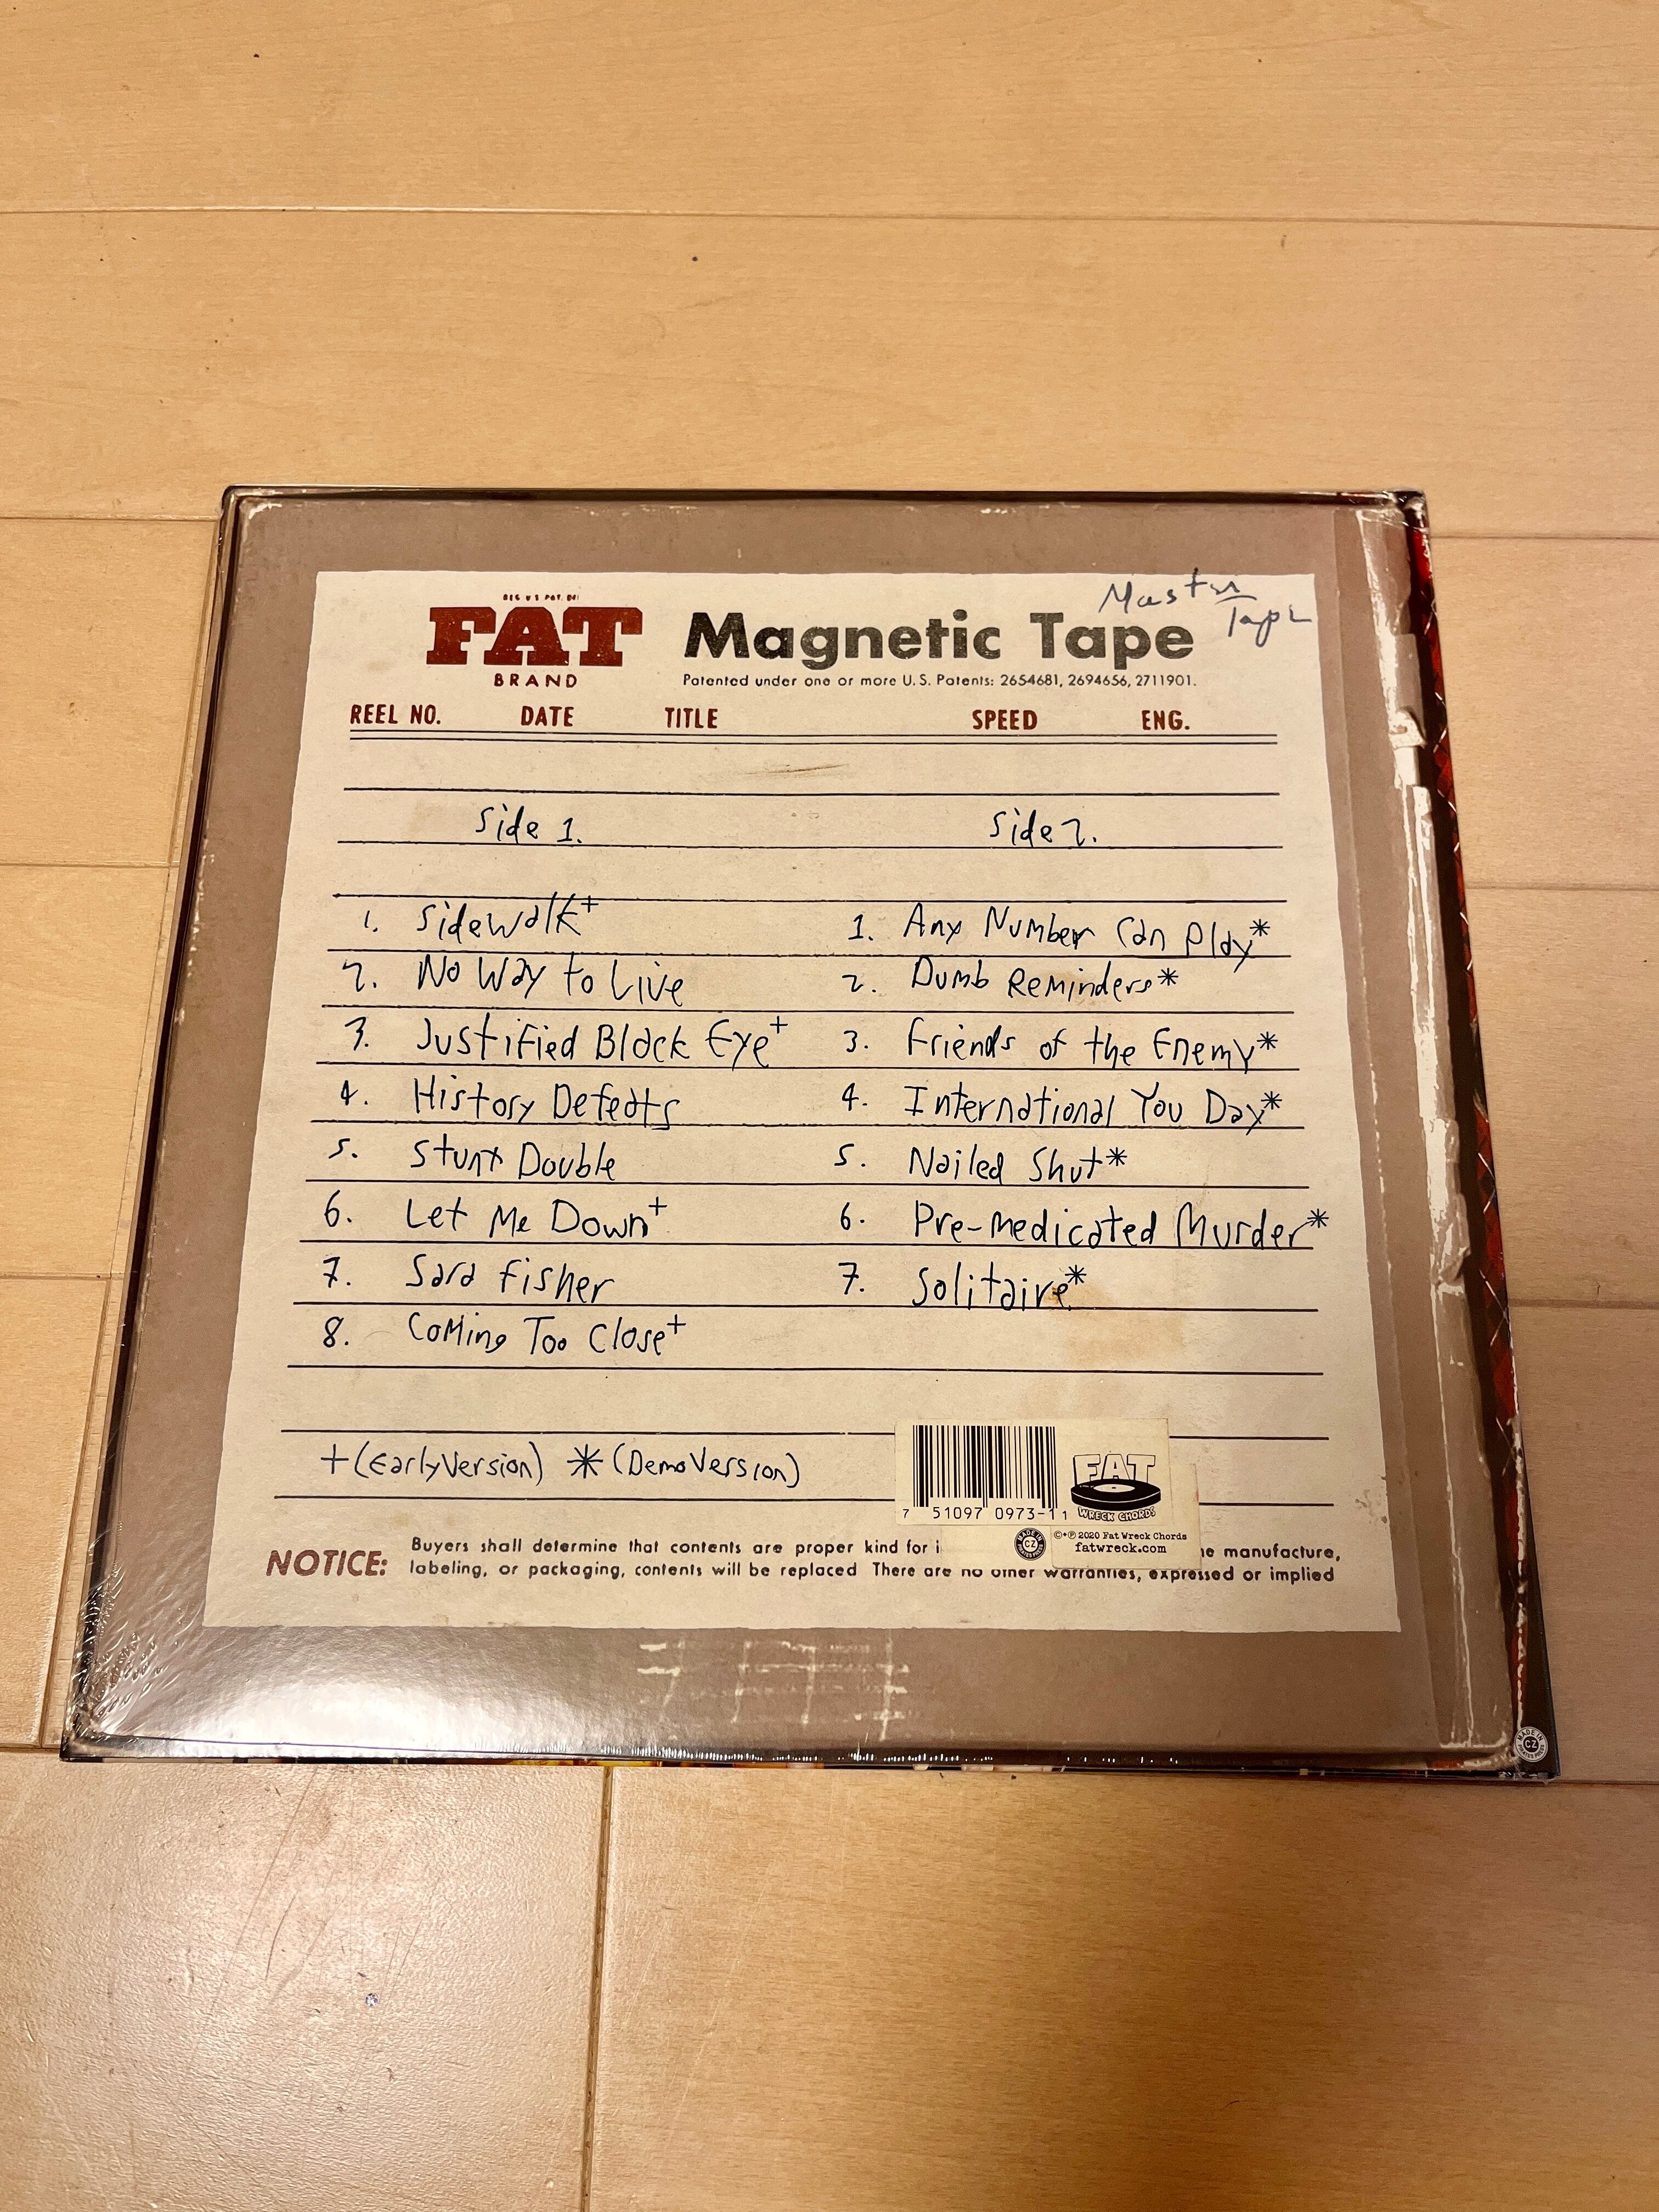 REG. U.S. PAT. OFF.
FAT
BRAND
Magnetic Tape
Master
Tape
Patented under one or more U.S. Patents: 2654681, 2694656, 2711901.
REEL NO. DATE TITLE SPEED ENG.
Side 1.
1. Sidewalk+
2. No Way to Live
3. Justified Black Eye+
4. History Defeats
5. Stunt Double
6. Let Me Down+
7. Sara Fisher
8. Coming Too Close+
Side 2.
1. Any Number Can Play*
2. Dumb Reminders*
3. Friends of the Enemy*
4. International You Day*
5. Nailed Shut*
6. Pre-medicated Murder*
7. Solitaire*
+(Early Version) *(Demo Version)
7 51097 0973-1 1
FAT
WRECK CHORDS
MADE IN
CZ
©+℗ 2020 Fat Wreck Chords
fatwreck.com
NOTICE:
Buyers shall determine that contents are proper kind for manufacture,
labeling, or packaging, contents will be replaced There are no other warranties, expressed or implied
MADE IN
CZ